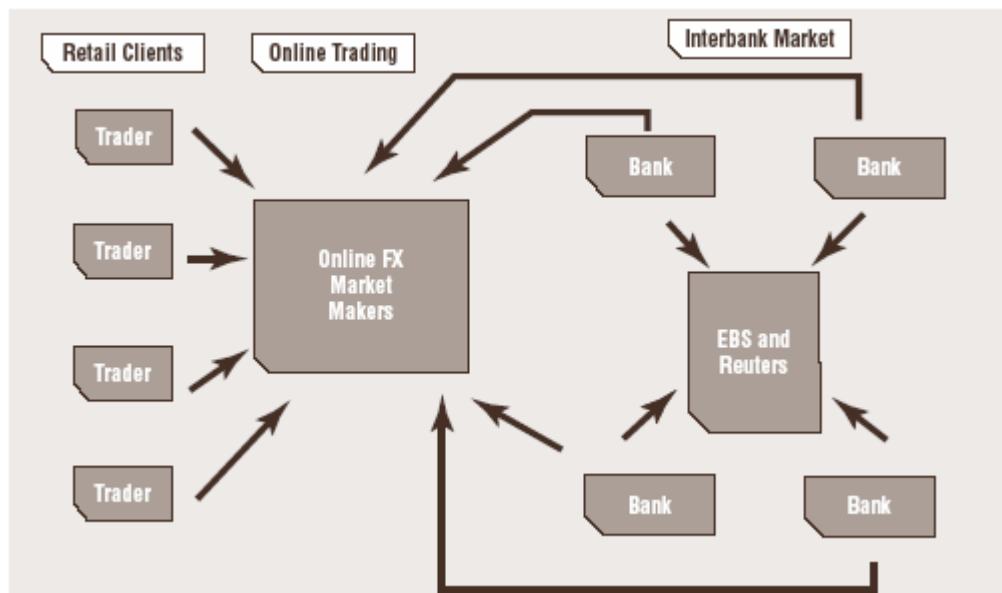 Retail Clients
Online Trading
Interbank Market
Trader
Trader
Trader
Trader
Online FX
Market
Makers
Bank
Bank
EBS and
Reuters
Bank
Bank